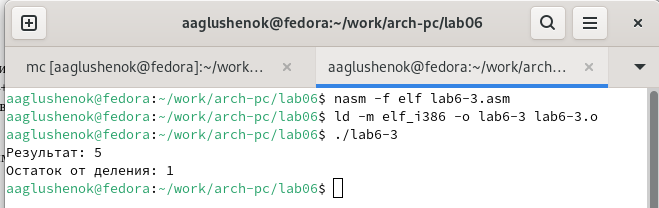 aaglushenok@fedora:~/work/arch-pc/lab06
mc [aaglushenok@fedora]:~/work...
aaglushenok@fedora:~/work/arch...
aaglushenok@fedora:~/work/arch-pc/lab06$ nasm -f elf lab6-3.asm
aaglushenok@fedora:~/work/arch-pc/lab06$ ld -m elf_i386 -o lab6-3 lab6-3.o
aaglushenok@fedora:~/work/arch-pc/lab06$ ./lab6-3
Результат: 5
Остаток от деления: 1
aaglushenok@fedora:~/work/arch-pc/lab06$